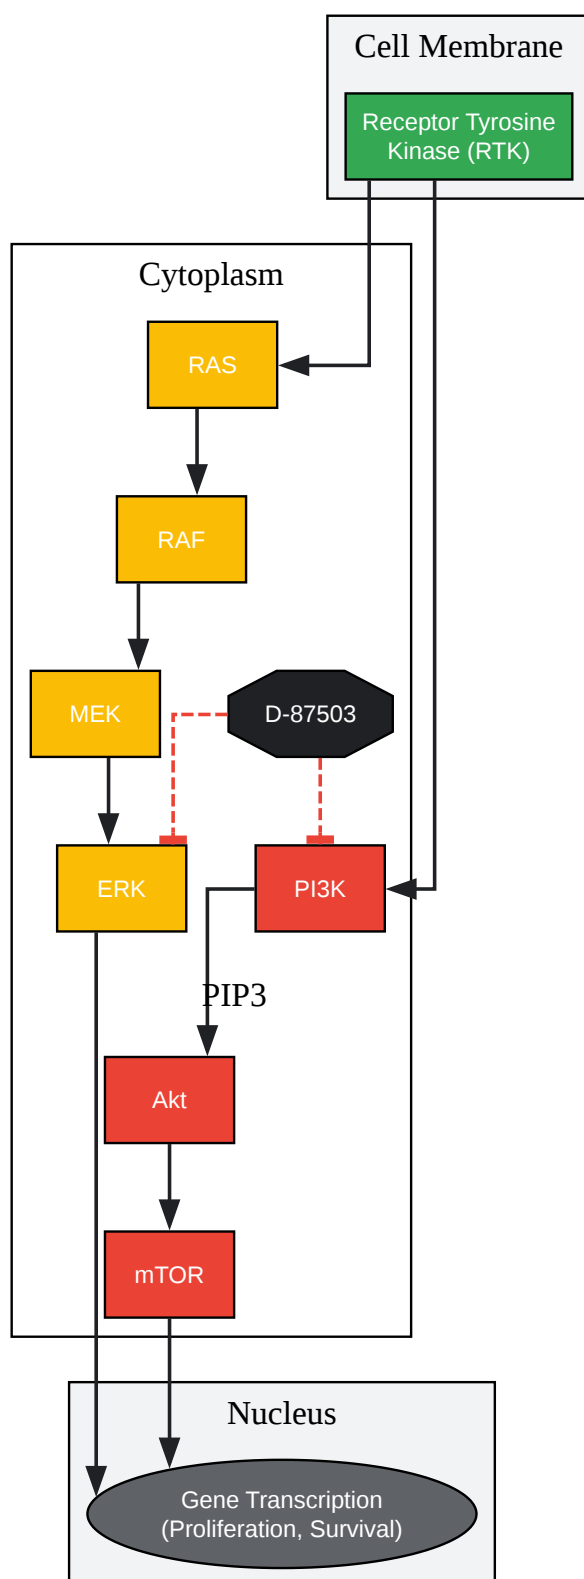 Cell Membrane
Receptor Tyrosine
Kinase (RTK)
Cytoplasm
RAS
RAF
MEK
D-87503
ERK
PI3K
PIP3
Akt
mTOR
Nucleus
Gene Transcription
(Proliferation, Survival)